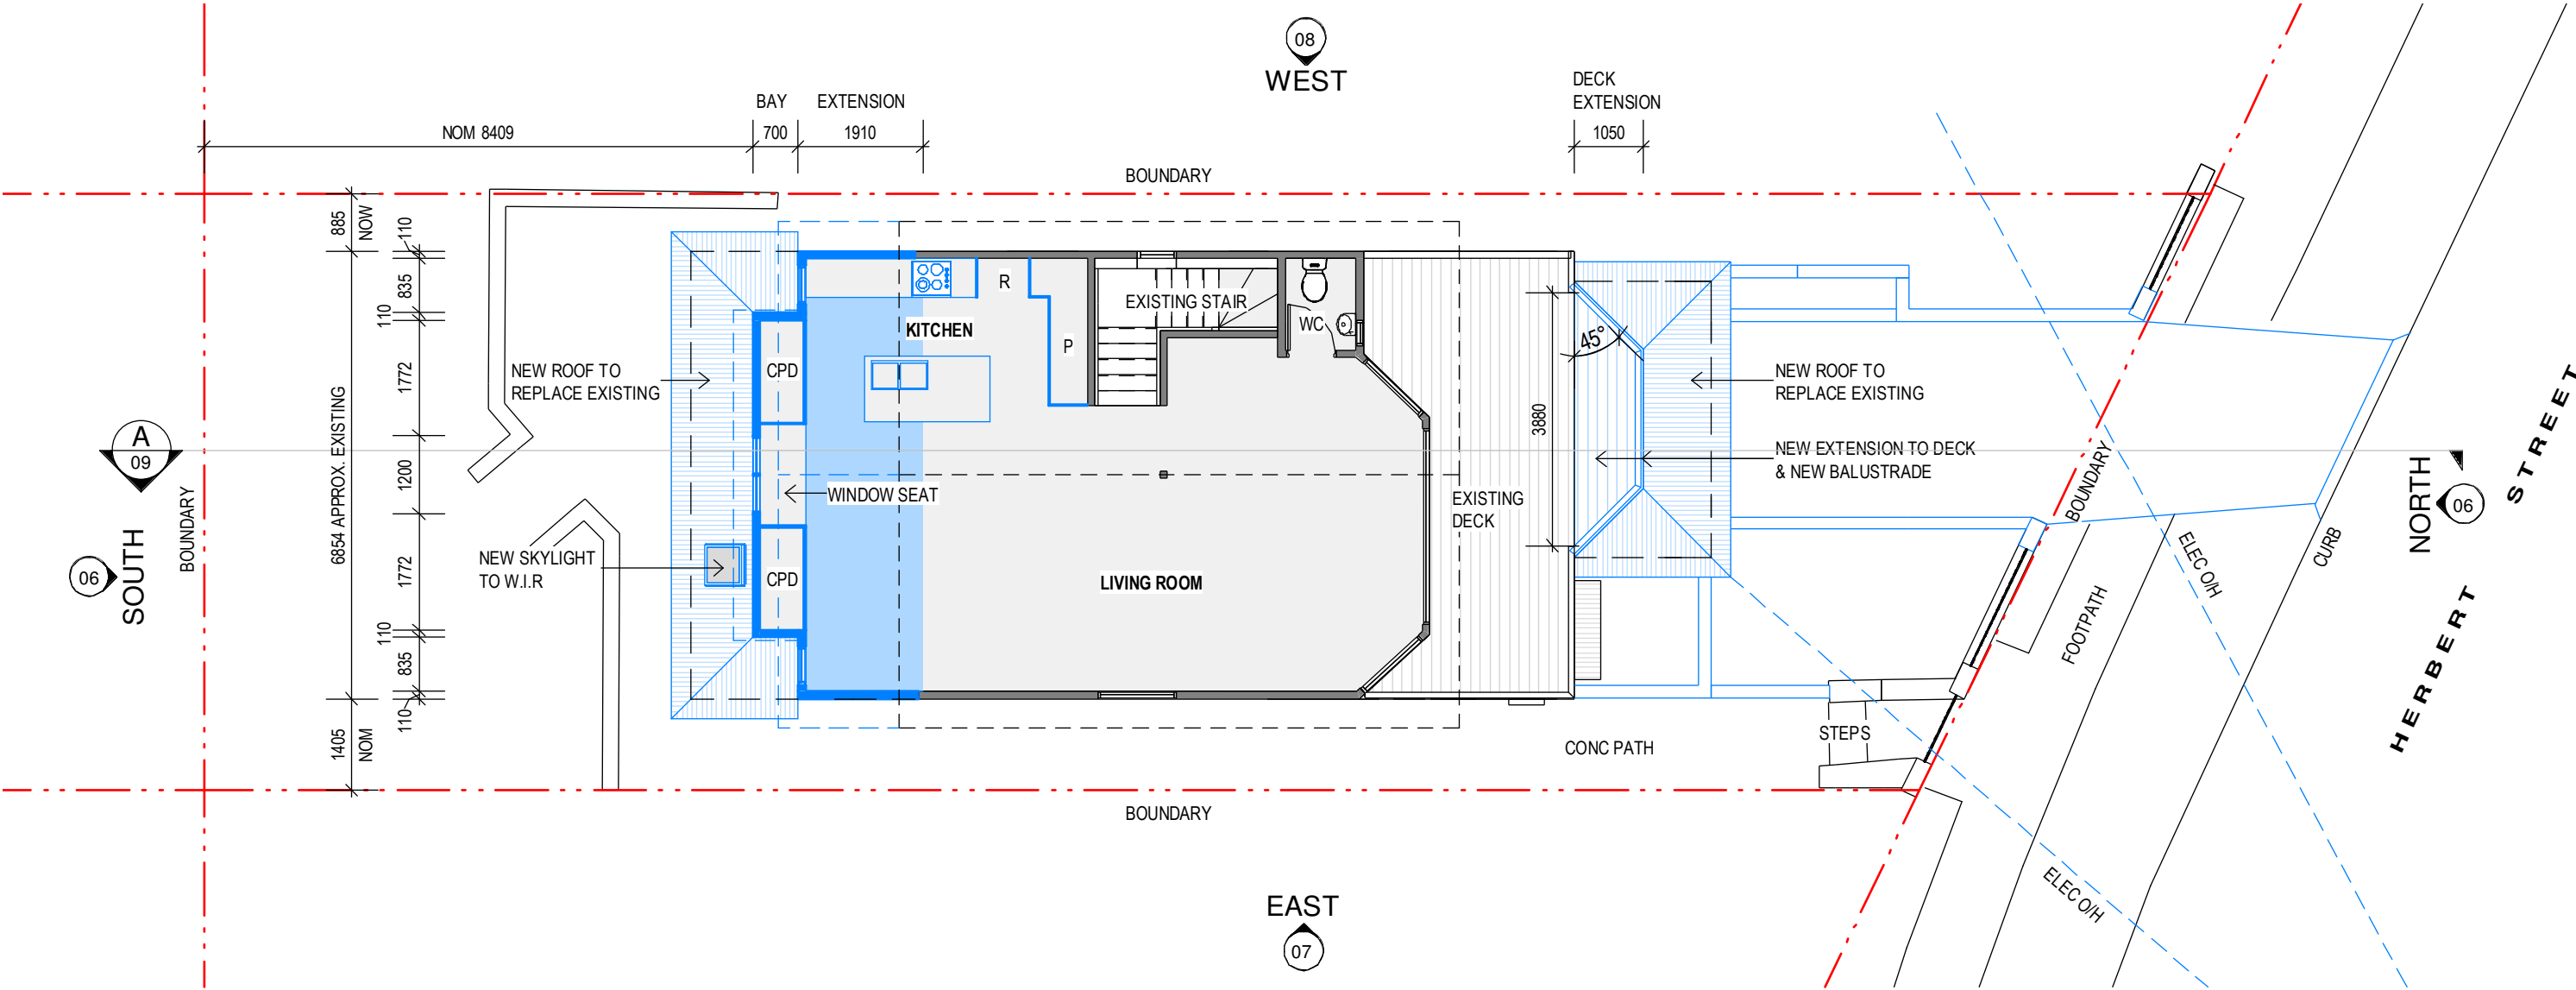 08
WEST
DECK
EXTENSION
1050
BAY
EXTENSION
NOM 8409
700
1910
BOUNDARY
885
NOW
110
835
110
1772
6854 APPROX. EXISTING
1200
1772
110
835
110
1405
NOM
R
EXISTING STAIR
WC
KITCHEN
P
CPD
45°
NEW ROOF TO
REPLACE EXISTING
NEW ROOF TO
REPLACE EXISTING
3880
A
09
NEW EXTENSION TO DECK
& NEW BALUSTRADE
WINDOW SEAT
EXISTING
DECK
BOUNDARY
SOUTH
06
BOUNDARY
NEW SKYLIGHT
TO W.I.R
CPD
LIVING ROOM
NORTH
06
HERBERT STREET
ELEC O/H
CURB
FOOTPATH
STEPS
CONC PATH
BOUNDARY
ELEC O/H
EAST
07